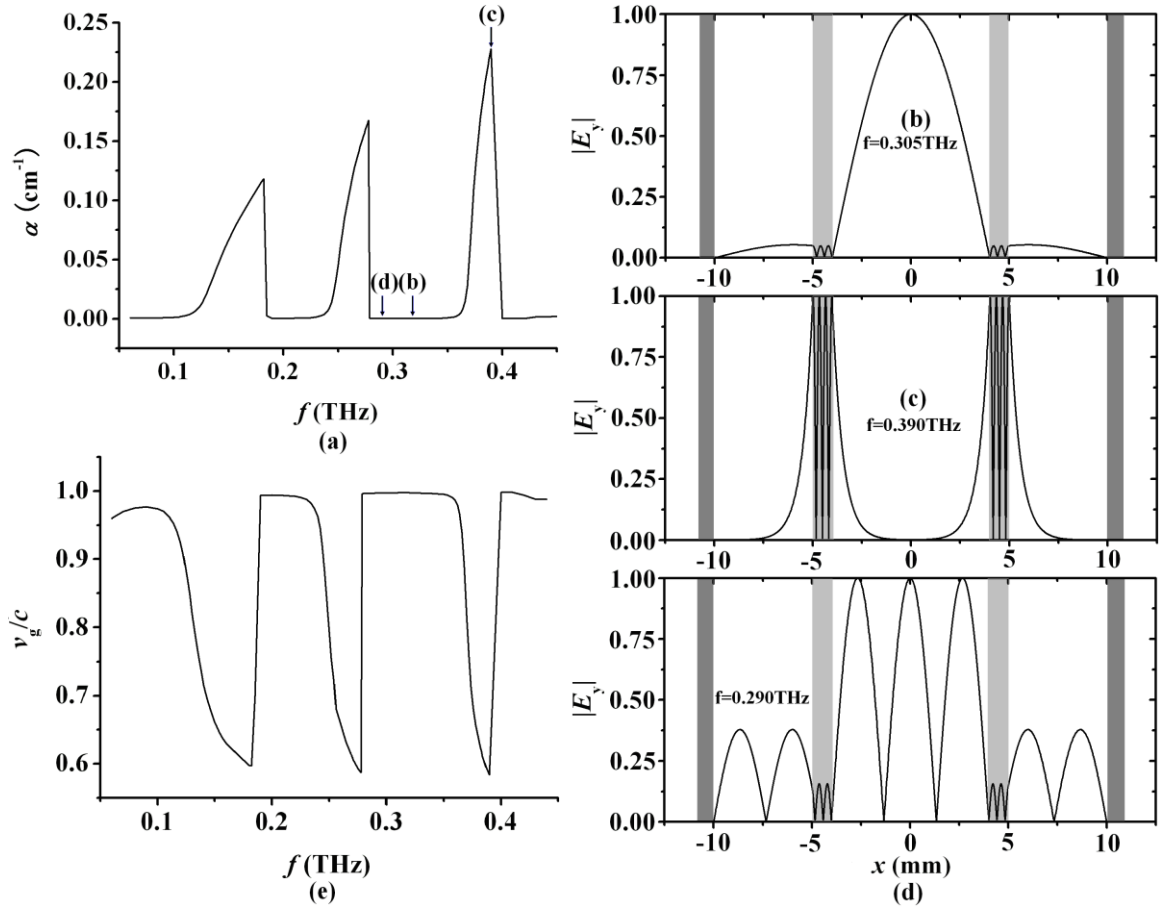 0.25
0.20
0.15
0.10
0.05
0.00
α (cm⁻¹)
(c)
(d)(b)
0.1 0.2 0.3 0.4
f (THz)
(a)
1.0
0.9
0.8
0.7
0.6
v_g/c
0.1 0.2 0.3 0.4
f (THz)
(e)
1.00
0.75
0.50
0.25
0.00
|E_y|
(b)
f=0.305THz
-10 -5 0 5 10
1.00
0.75
0.50
0.25
0.00
|E_y|
(c)
f=0.390THz
-10 -5 0 5 10
1.00
0.75
0.50
0.25
0.00
|E_y|
f=0.290THz
-10 -5 0 5 10
x (mm)
(d)